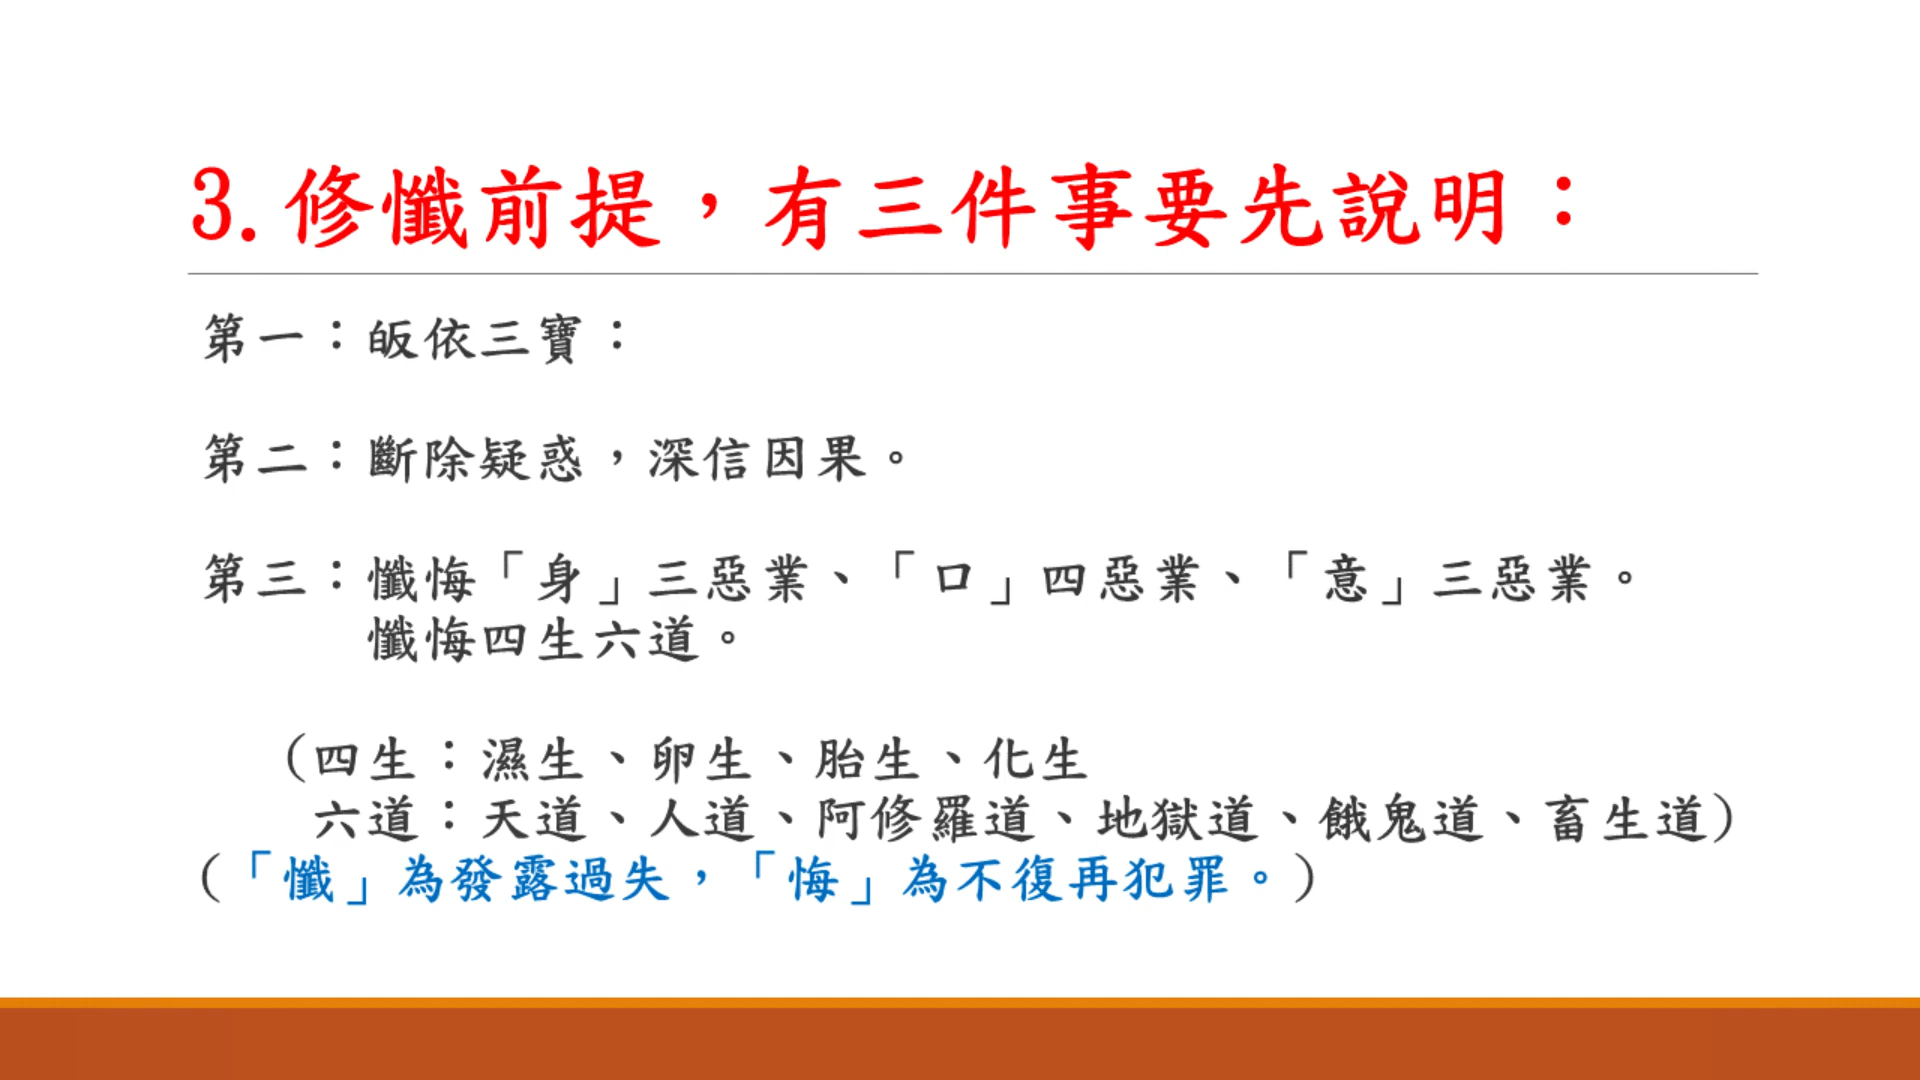 3.修懺前提，有三件事要先說明：
第一：皈依三寶：
第二：斷除疑惑，深信因果。
第三：懺悔「身」三惡業、「口」四惡業、「意」三惡業。
懺悔四生六道。
（四生：濕生、卵生、胎生、化生
六道：天道、人道、阿修羅道、地獄道、餓鬼道、畜生道）
（「懺」為發露過失，「悔」為不復再犯罪。）